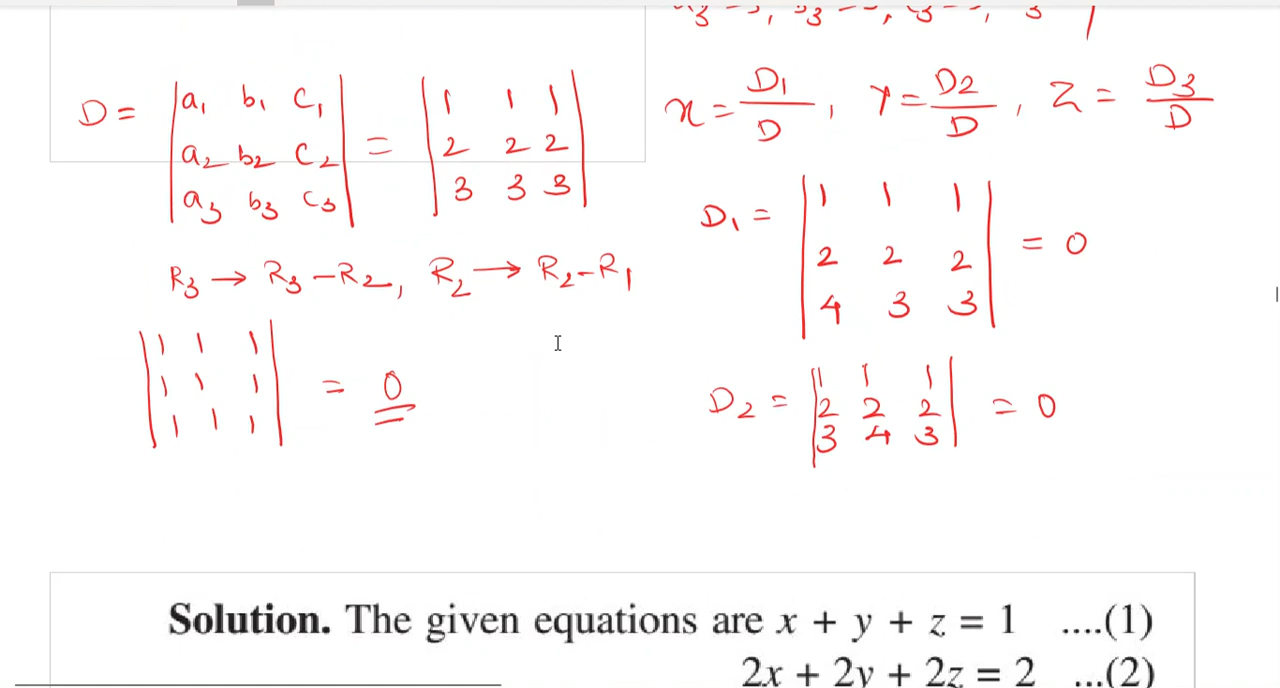 D = |a₁ b₁ c₁| = |1 1 1|
|a₂ b₂ c₂| |2 2 2|
|a₃ b₃ c₃| |3 3 3|
R₃ → R₃ – R₂, R₂ → R₂ – R₁
|1 1 1|
|1 1 1| = 0
|1 1 1|
x = D₁/D , Y = D₂/D , Z = D₃/D
D₁ = |1 1 1|
|2 2 2| = 0
|4 3 3|
D₂ = |1 1 1|
|2 2 2| = 0
|3 4 3|
Solution. The given equations are x + y + z = 1 ....(1)
2x + 2y + 2z = 2 ...(2)